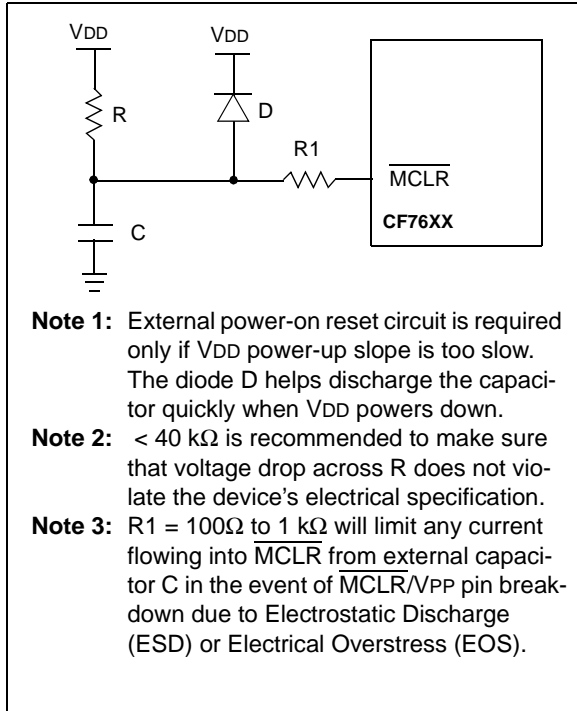 VDD VDD
R
D
R1
MCLR
CF76XX
C
Note 1: External power-on reset circuit is required
only if VDD power-up slope is too slow.
The diode D helps discharge the capaci-
tor quickly when VDD powers down.
Note 2: < 40 kΩ is recommended to make sure
that voltage drop across R does not vio-
late the device's electrical specification.
Note 3: R1 = 100Ω to 1 kΩ will limit any current
flowing into MCLR from external capaci-
tor C in the event of MCLR/VPP pin break-
down due to Electrostatic Discharge
(ESD) or Electrical Overstress (EOS).